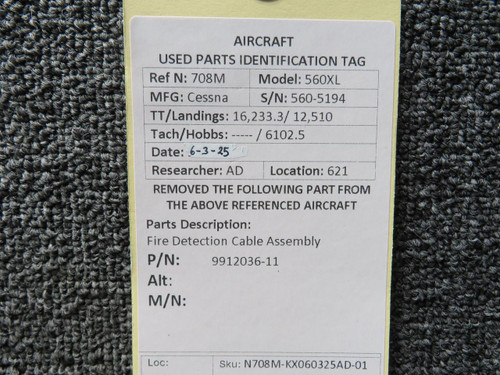 AIRCRAFT
USED PARTS IDENTIFICATION TAG
Ref N: 708M Model: 560XL
MFG: Cessna S/N: 560-5194
TT/Landings: 16,233.3/ 12,510
Tach/Hobbs: ----- / 6102.5
Date: 6-3-25
Researcher: AD Location: 621
REMOVED THE FOLLOWING PART FROM
THE ABOVE REFERENCED AIRCRAFT
Parts Description:
Fire Detection Cable Assembly
P/N: 9912036-11
Alt:
M/N:
Loc: Sku: N708M-KX060325AD-01